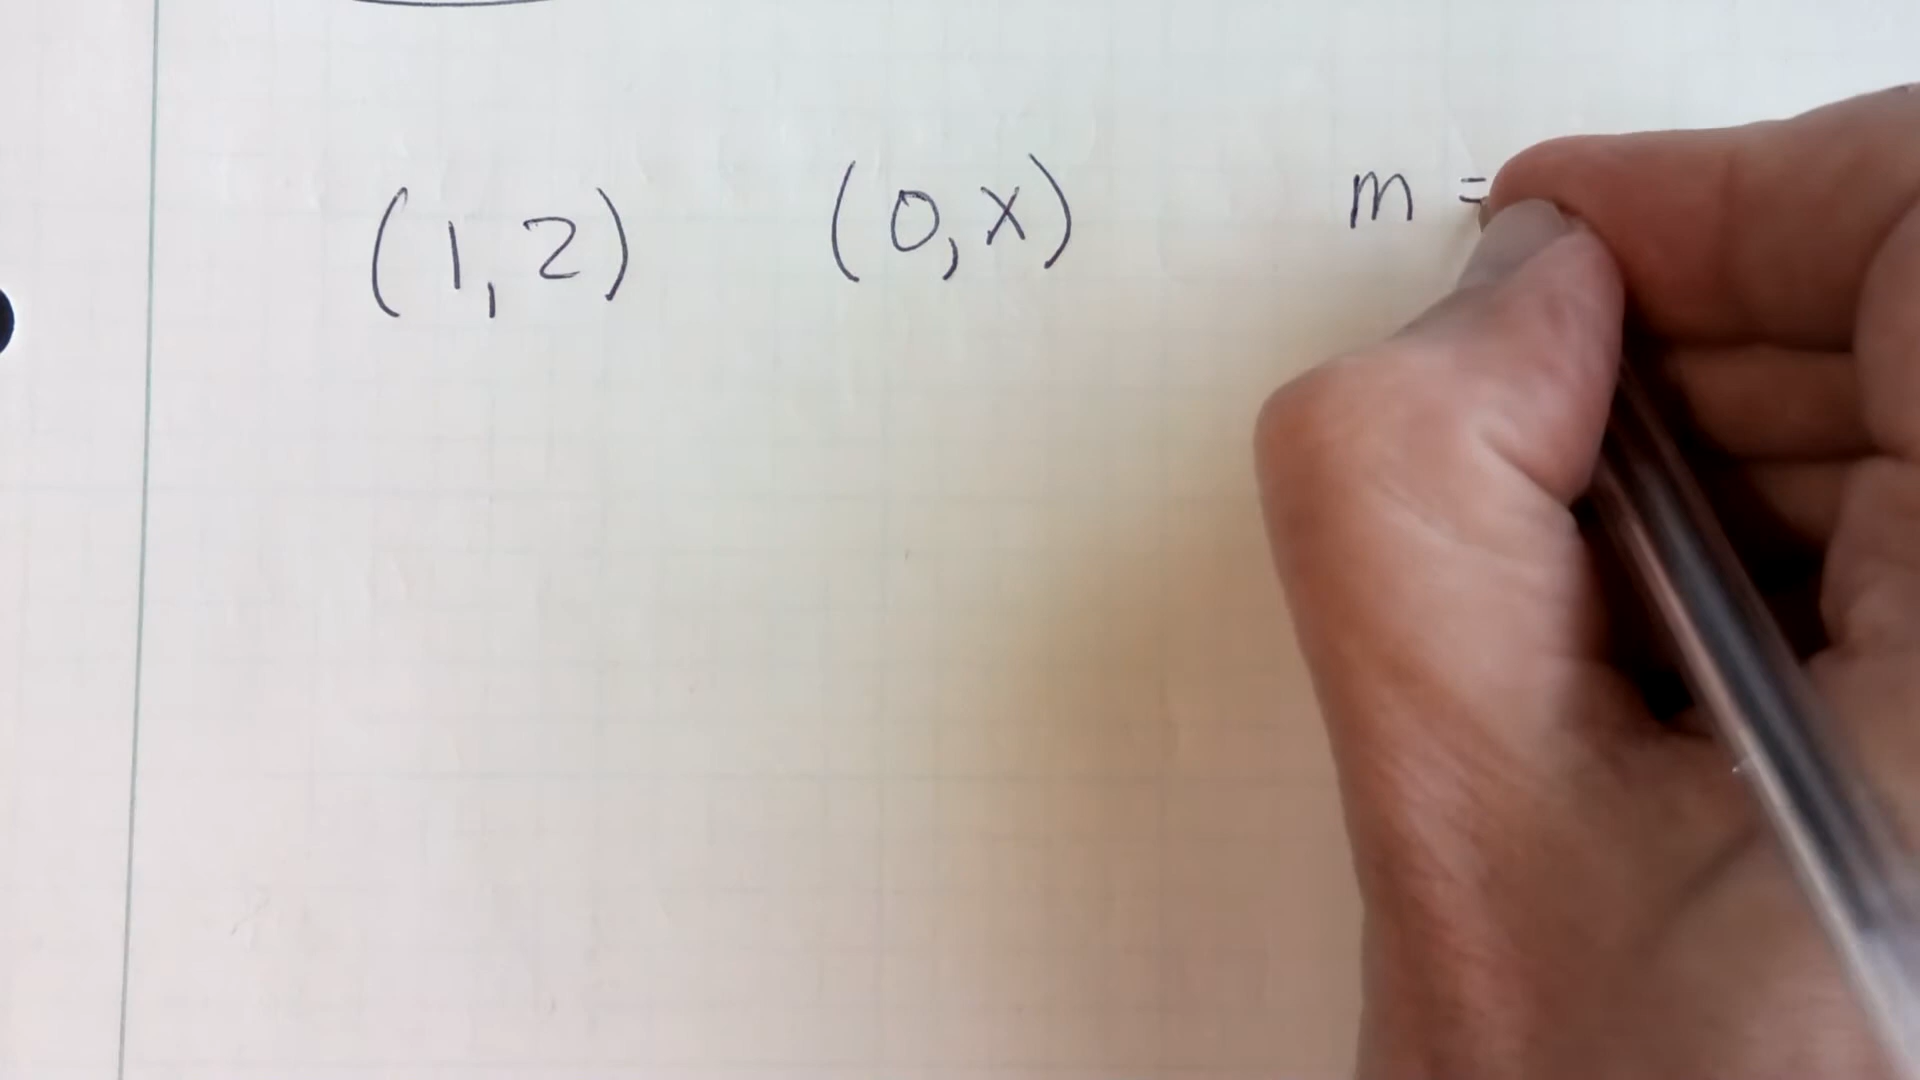 (1,2) (0,x) m =